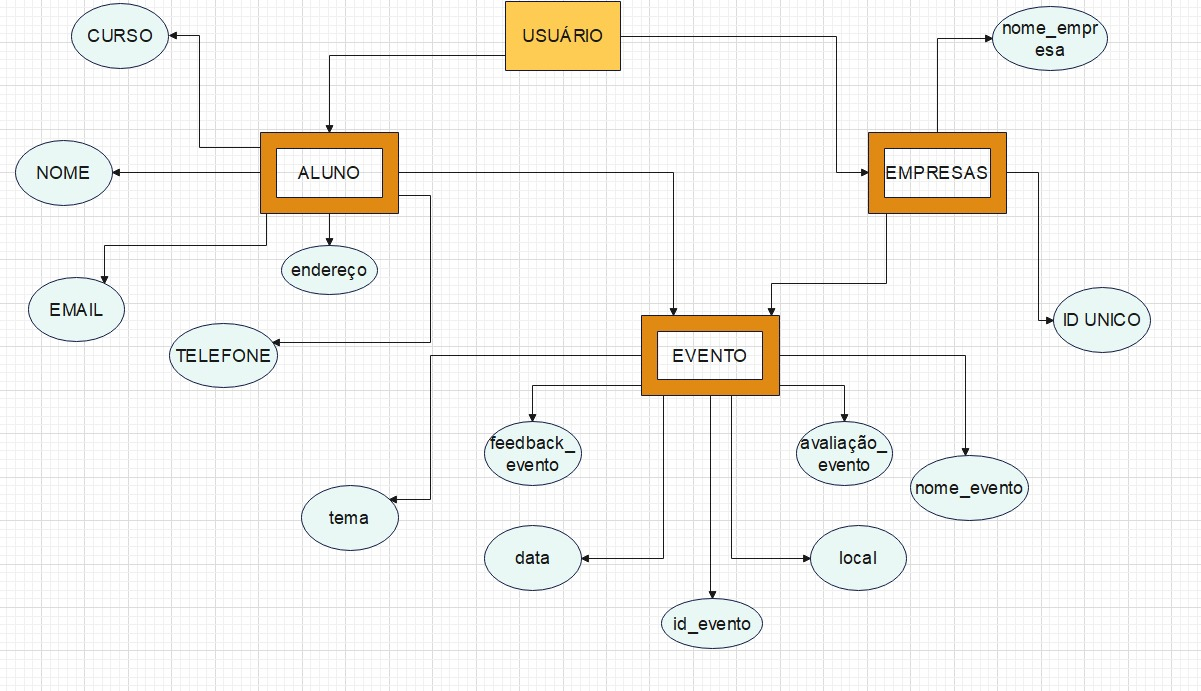 USUÁRIO
CURSO
nome_empr
esa
NOME
ALUNO
EMPRESAS
endereço
EMAIL
ID UNICO
TELEFONE
EVENTO
feedback_
evento
avaliação_
evento
nome_evento
tema
data
local
id_evento